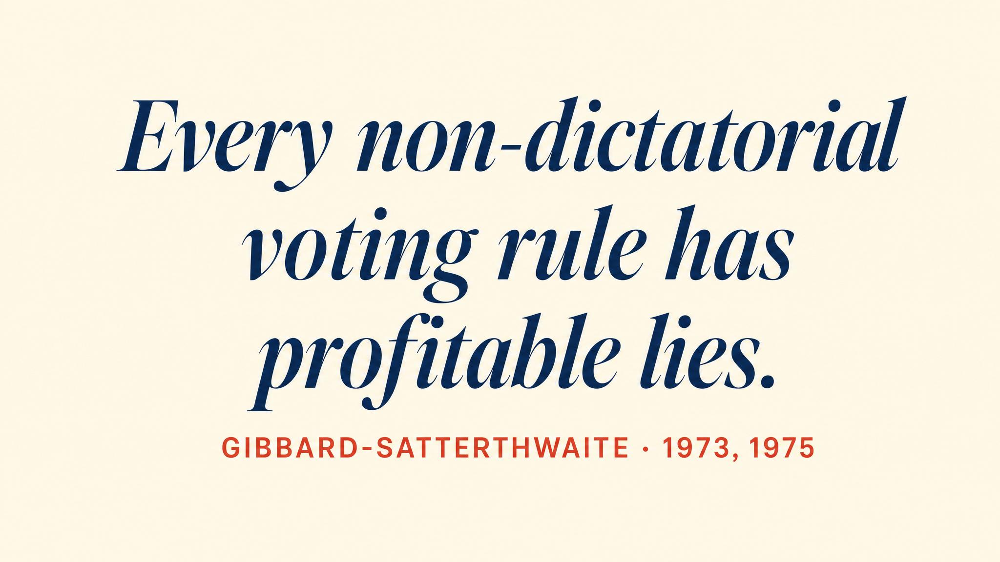 Every non-dictatorial
voting rule has
profitable lies.
GIBBARD-SATTERTHWAITE · 1973, 1975